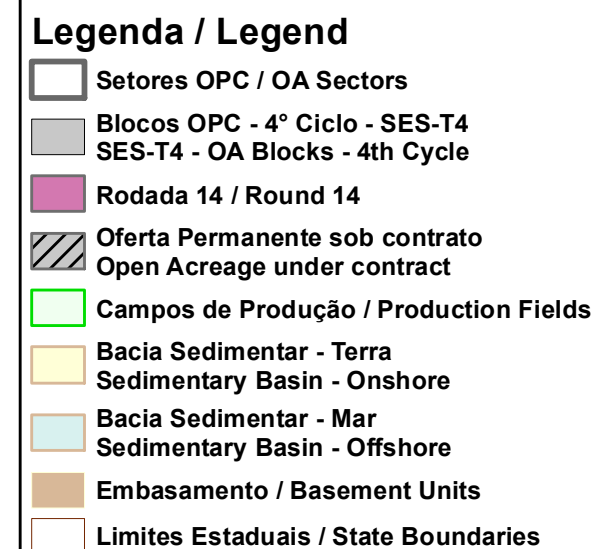 Legenda / Legend
Setores OPC / OA Sectors
Blocos OPC - 4° Ciclo - SES-T4
SES-T4 - OA Blocks - 4th Cycle
Rodada 14 / Round 14
Oferta Permanente sob contrato
Open Acreage under contract
Campos de Produção / Production Fields
Bacia Sedimentar - Terra
Sedimentary Basin - Onshore
Bacia Sedimentar - Mar
Sedimentary Basin - Offshore
Embasamento / Basement Units
Limites Estaduais / State Boundaries